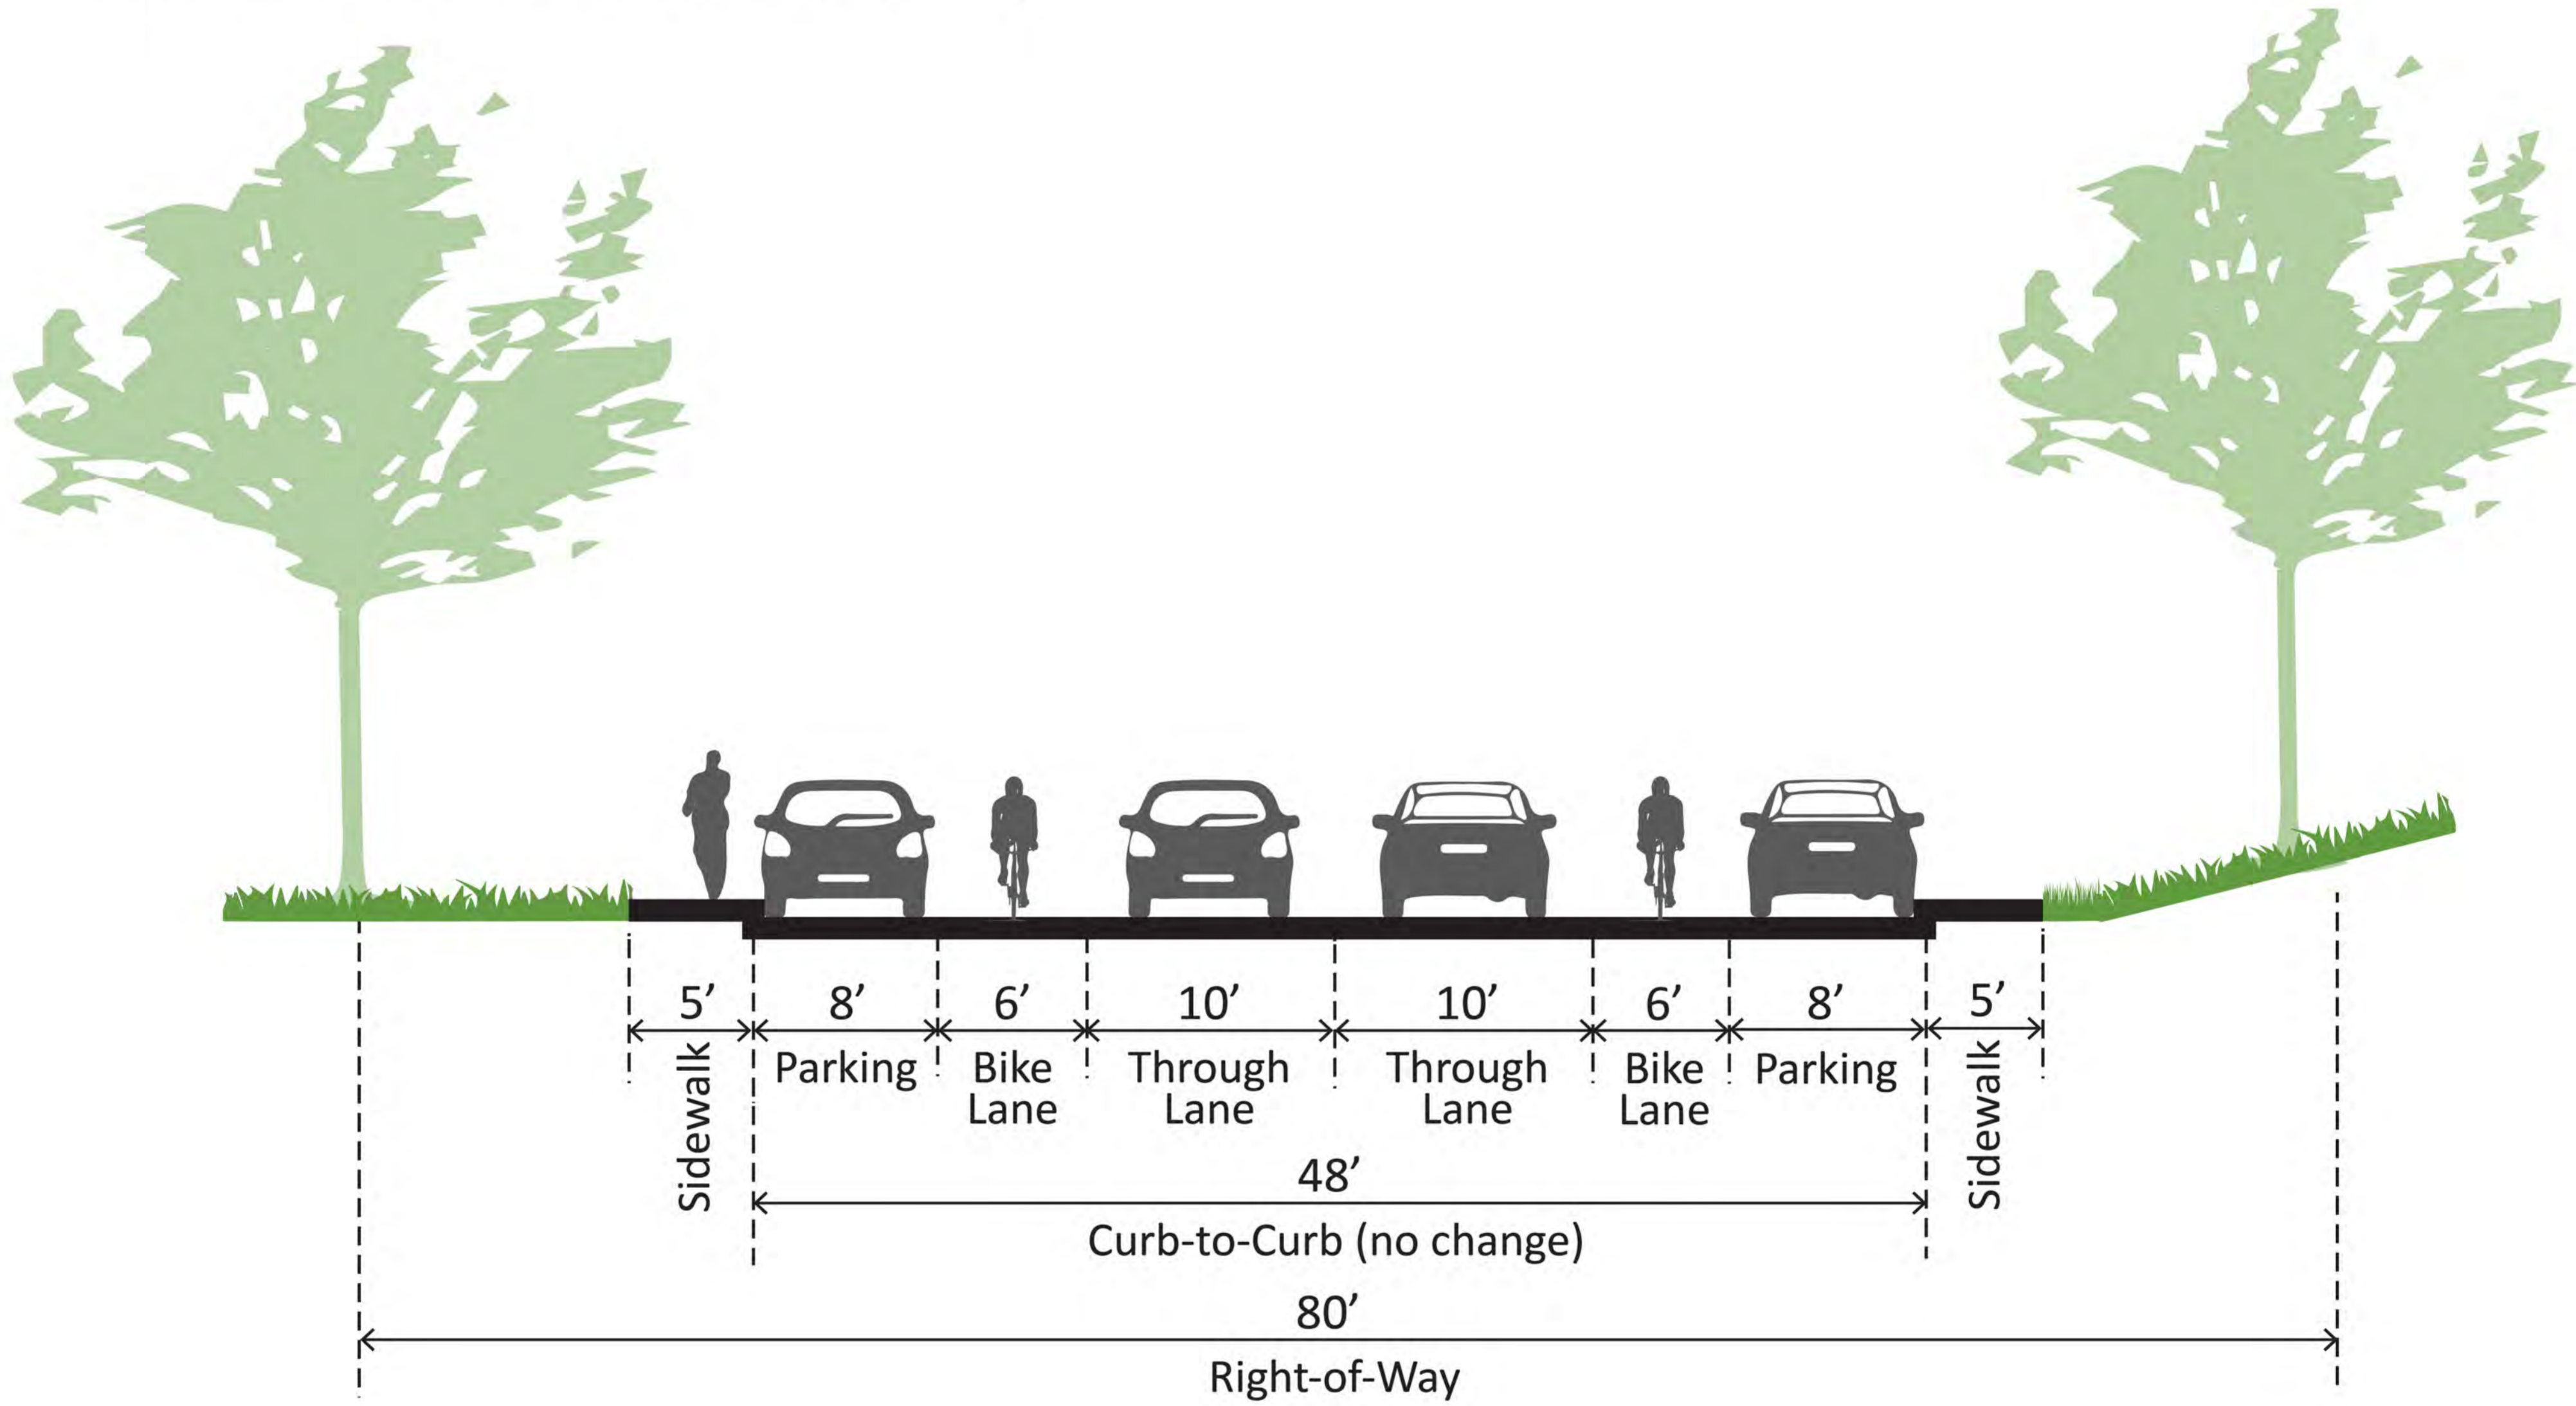 5’ 8’ 6’ 10’ 10’ 6’ 8’ 5’
Sidewalk
Parking
Bike
Lane
Through
Lane
Through
Lane
Bike
Lane
Parking
Sidewalk
48’
Curb-to-Curb (no change)
80’
Right-of-Way